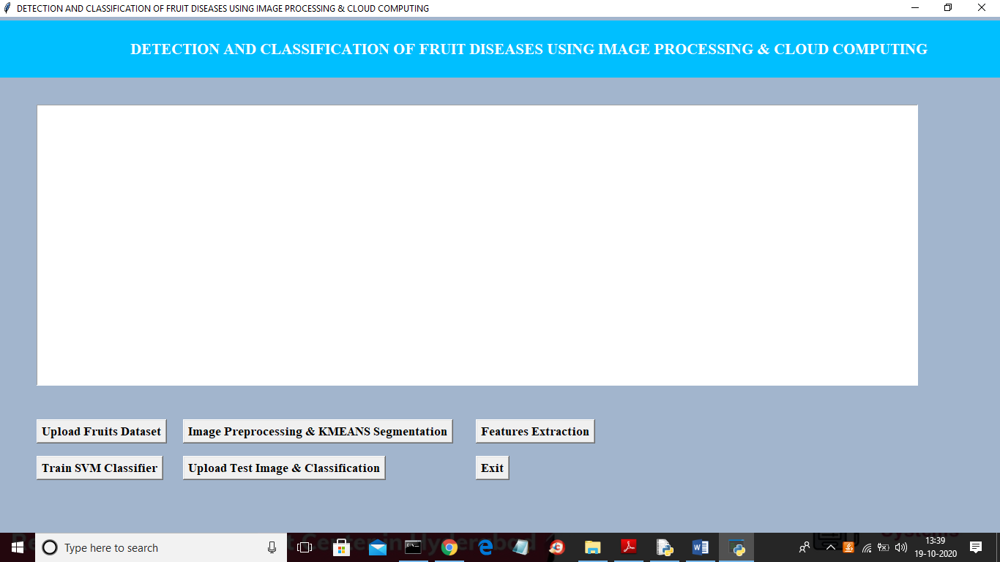 DETECTION AND CLASSIFICATION OF FRUIT DISEASES USING IMAGE PROCESSING & CLOUD COMPUTING
DETECTION AND CLASSIFICATION OF FRUIT DISEASES USING IMAGE PROCESSING & CLOUD COMPUTING
Upload Fruits Dataset
Image Preprocessing & KMEANS Segmentation
Features Extraction
Train SVM Classifier
Upload Test Image & Classification
Exit
Type here to search
Systems
13:39
19-10-2020